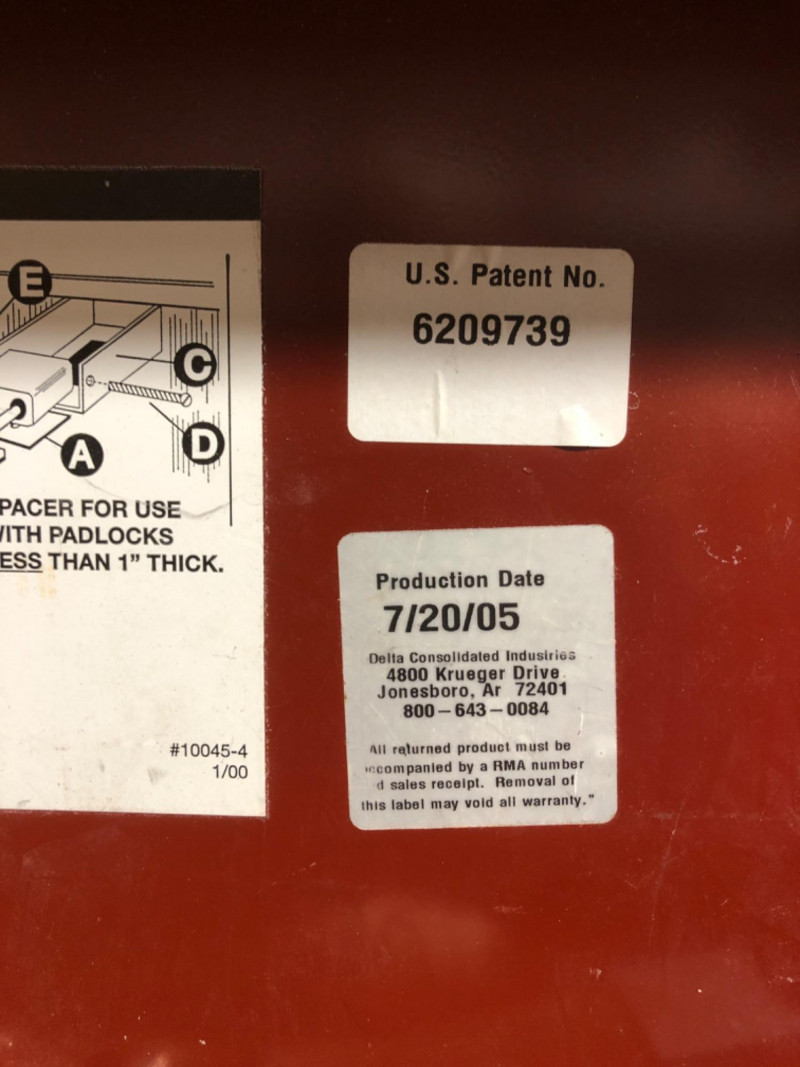 E
C
D
A
PACER FOR USE
WITH PADLOCKS
ESS THAN 1” THICK.
#10045-4
1/00
U.S. Patent No.
6209739
Production Date
7/20/05
Delta Consolidated Industries
4800 Krueger Drive
Jonesboro, Ar 72401
800-643-0084
All returned product must be
ccompanied by a RMA number
d sales receipt. Removal of
this label may void all warranty."